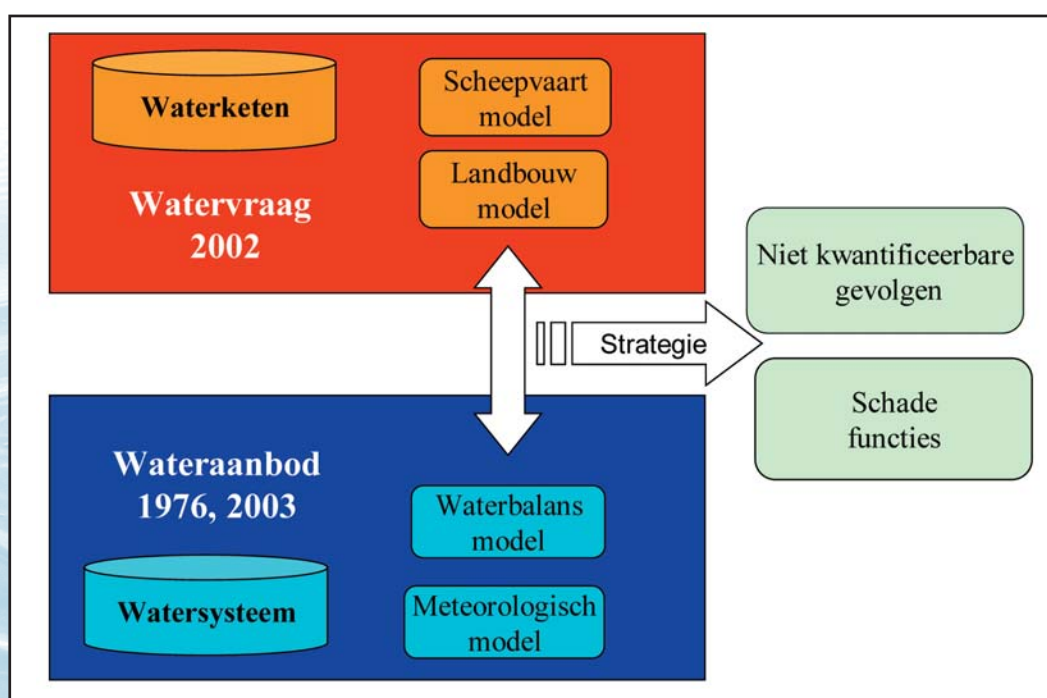 Waterketen
Scheepvaart
model
Landbouw
model
Watervraag
2002
Niet kwantificeerbare
gevolgen
Strategie
Schade
functies
Wateraanbod
1976, 2003
Waterbalans
model
Watersysteem
Meteorologisch
model